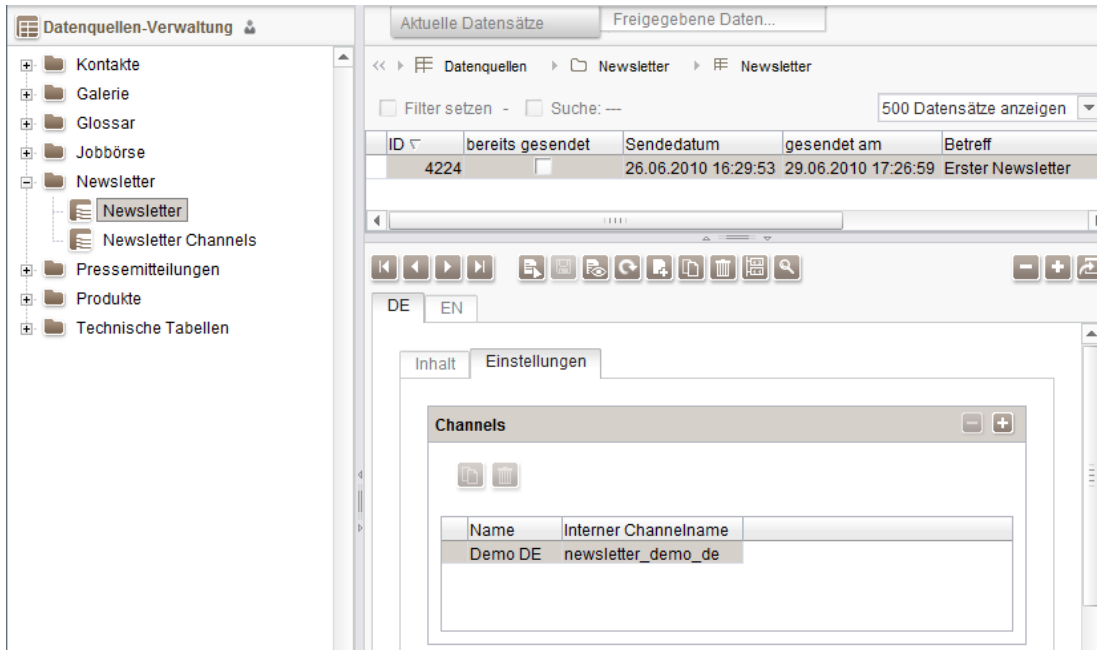 Datenquellen-Verwaltung
Kontakte
Galerie
Glossar
Jobbörse
Newsletter
Newsletter
Newsletter Channels
Pressemitteilungen
Produkte
Technische Tabellen
Aktuelle Datensätze Freigegebene Daten...
Datenquellen Newsletter Newsletter
Filter setzen - Suche: --- 500 Datensätze anzeigen
ID bereits gesendet Sendedatum gesendet am Betreff
4224 26.06.2010 16:29:53 29.06.2010 17:26:59 Erster Newsletter
DE EN
Inhalt Einstellungen
Channels
Name Interner Channelname
Demo DE newsletter_demo_de